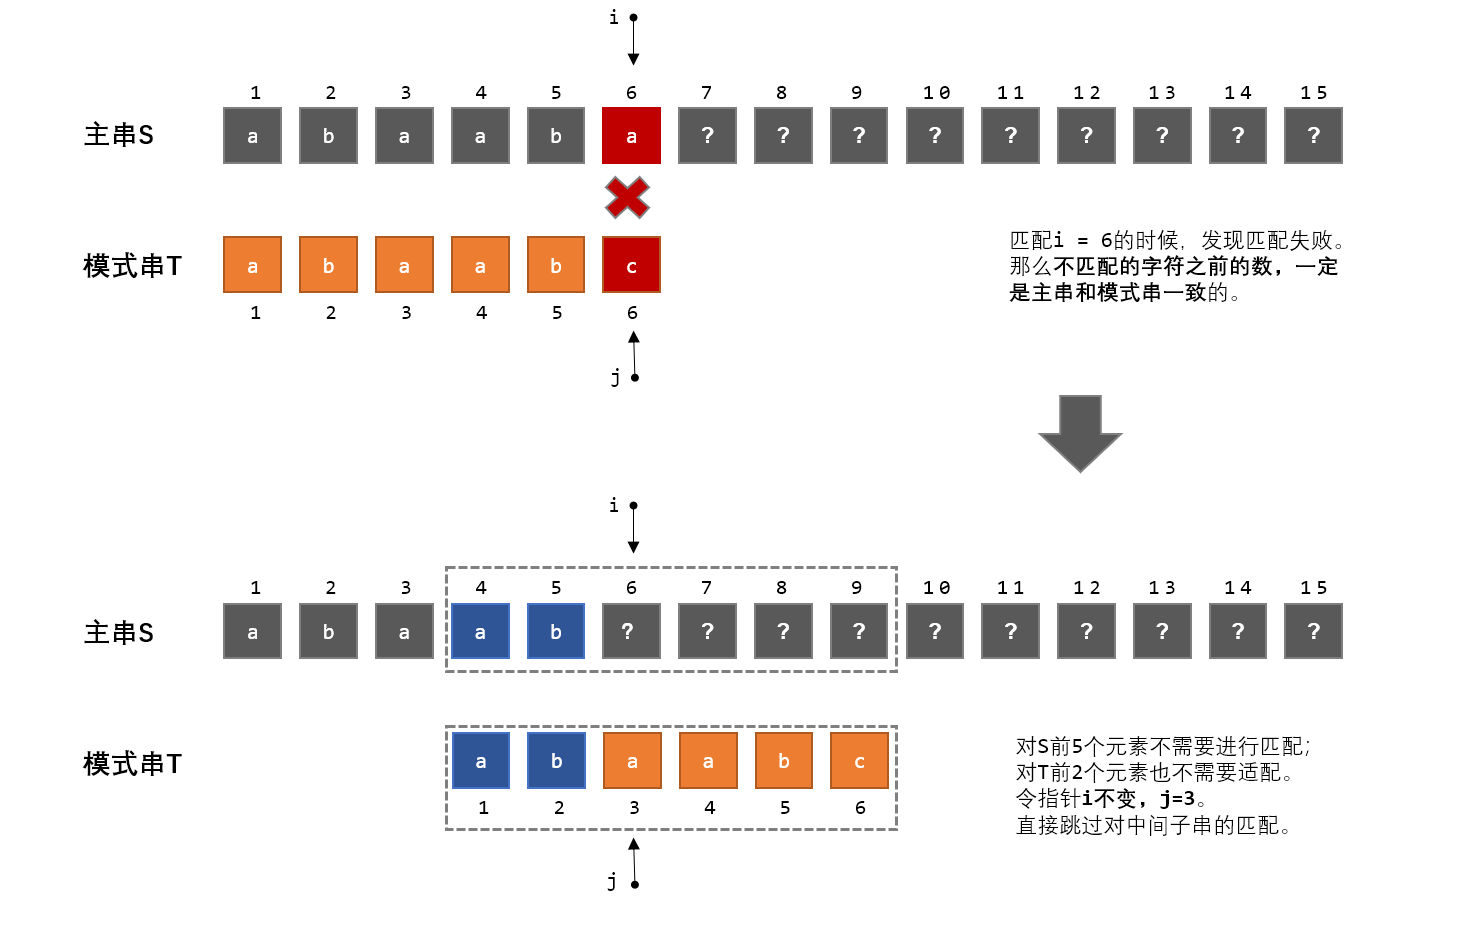 i
1 2 3 4 5 6 7 8 9 10 11 12 13 14 15
主串S a b a a b a ? ? ? ? ? ? ? ? ?
模式串T a b a a b c
1 2 3 4 5 6
j
匹配i = 6的时候，发现匹配失败。
那么不匹配的字符之前的数，一定
是主串和模式串一致的。
i
1 2 3 4 5 6 7 8 9 10 11 12 13 14 15
主串S a b a a b ? ? ? ? ? ? ? ? ? ?
模式串T a b a a b c
1 2 3 4 5 6
j
对S前5个元素不需要进行匹配；
对T前2个元素也不需要适配。
令指针i不变，j=3。
直接跳过对中间子串的匹配。